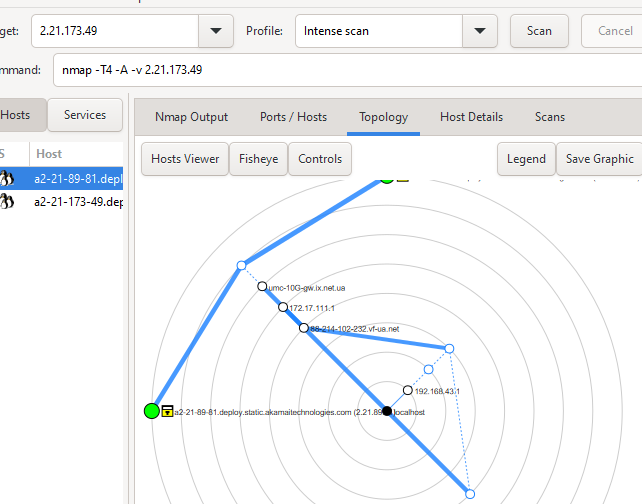 get: 2.21.173.49 Profile: Intense scan Scan Cancel
mmand: nmap -T4 -A -v 2.21.173.49
Hosts Services Nmap Output Ports / Hosts Topology Host Details Scans
S Host
Hosts Viewer Fisheye Controls Legend Save Graphic
a2-21-89-81.depl
a2-21-173-49.dep
umc-10G-gw.ix.net.ua
172.17.111.1
88-214-102-232.vf-ua.net
192.168.43.1
a2-21-89-81.deploy.static.akamaitechnologies.com (2.21.89 localhost